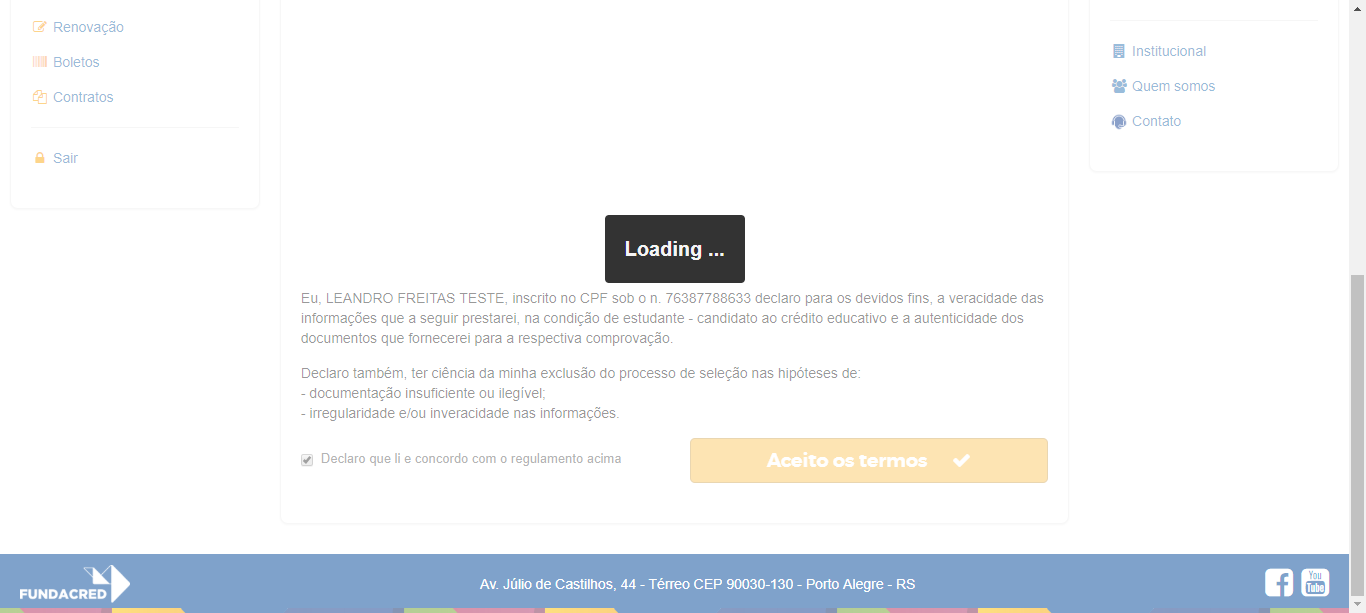 Renovação
Boletos
Contratos
Sair
Institucional
Quem somos
Contato
Loading ...
Eu, LEANDRO FREITAS TESTE, inscrito no CPF sob o n. 76387788633 declaro para os devidos fins, a veracidade das
informações que a seguir prestarei, na condição de estudante - candidato ao crédito educativo e a autenticidade dos
documentos que fornecerei para a respectiva comprovação.
Declaro também, ter ciência da minha exclusão do processo de seleção nas hipóteses de:
- documentação insuficiente ou ilegível;
- irregularidade e/ou inveracidade nas informações.
Declaro que li e concordo com o regulamento acima
Aceito os termos
FUNDACRED
Av. Júlio de Castilhos, 44 - Térreo CEP 90030-130 - Porto Alegre - RS
You
Tube